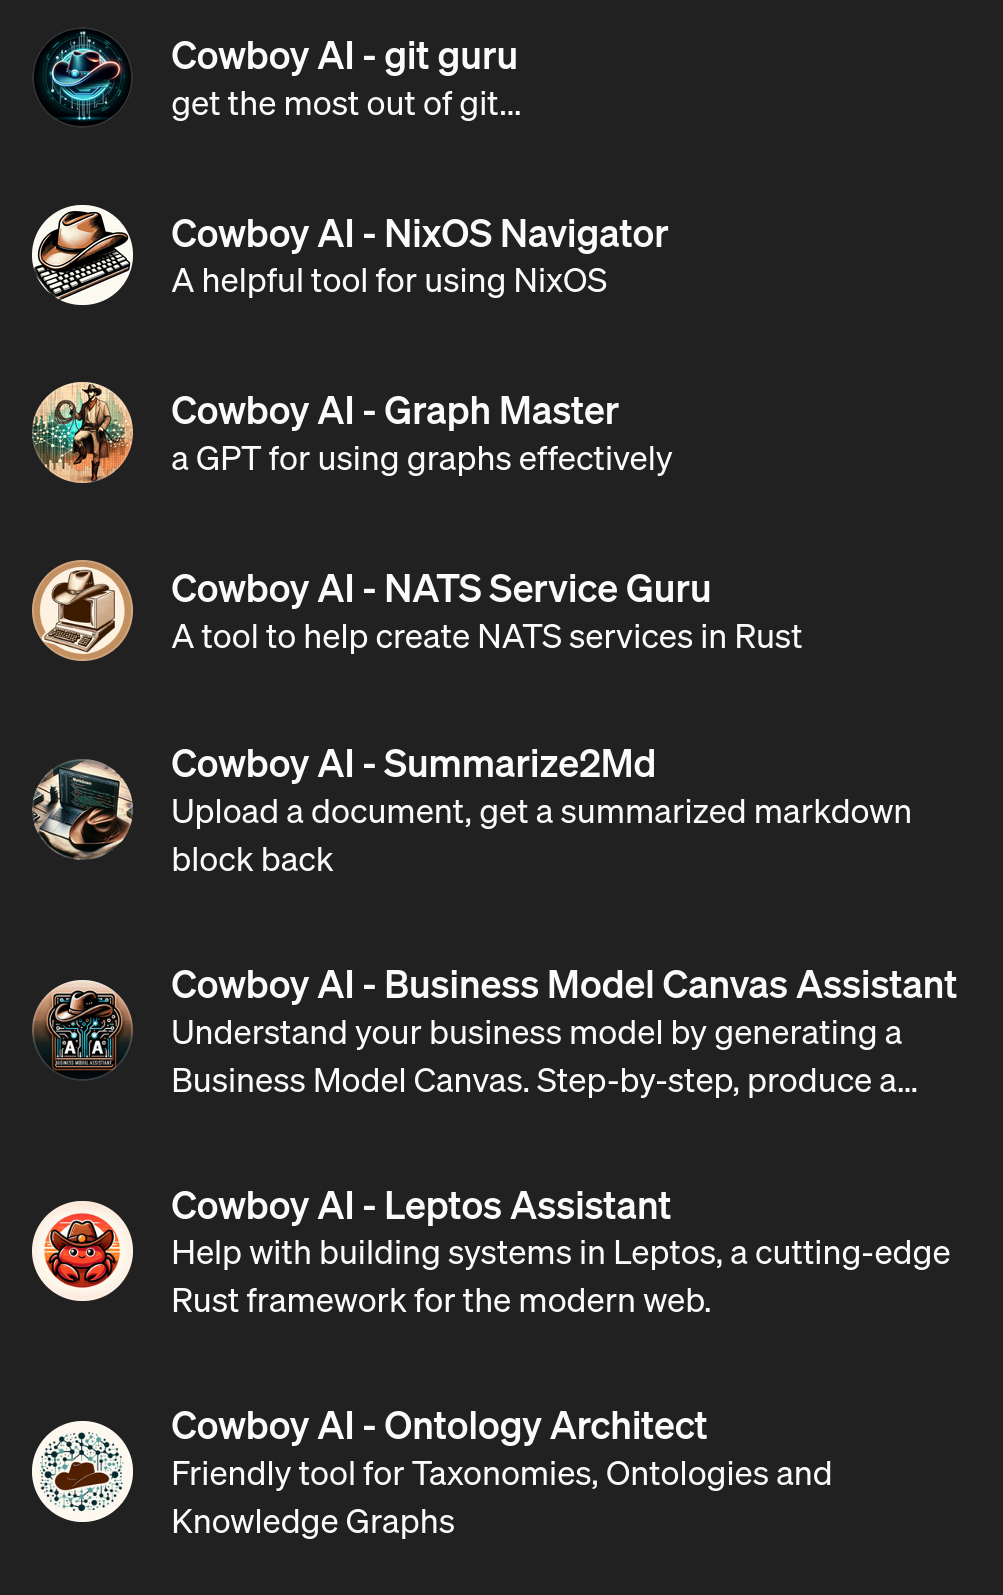 Cowboy AI - git guru
get the most out of git...
Cowboy AI - NixOS Navigator
A helpful tool for using NixOS
Cowboy AI - Graph Master
a GPT for using graphs effectively
Cowboy AI - NATS Service Guru
A tool to help create NATS services in Rust
Cowboy AI - Summarize2Md
Upload a document, get a summarized markdown
block back
Cowboy AI - Business Model Canvas Assistant
Understand your business model by generating a
Business Model Canvas. Step-by-step, produce a...
A A
BUSINESS MODEL ASSISTANT
Cowboy AI - Leptos Assistant
Help with building systems in Leptos, a cutting-edge
Rust framework for the modern web.
Cowboy AI - Ontology Architect
Friendly tool for Taxonomies, Ontologies and
Knowledge Graphs